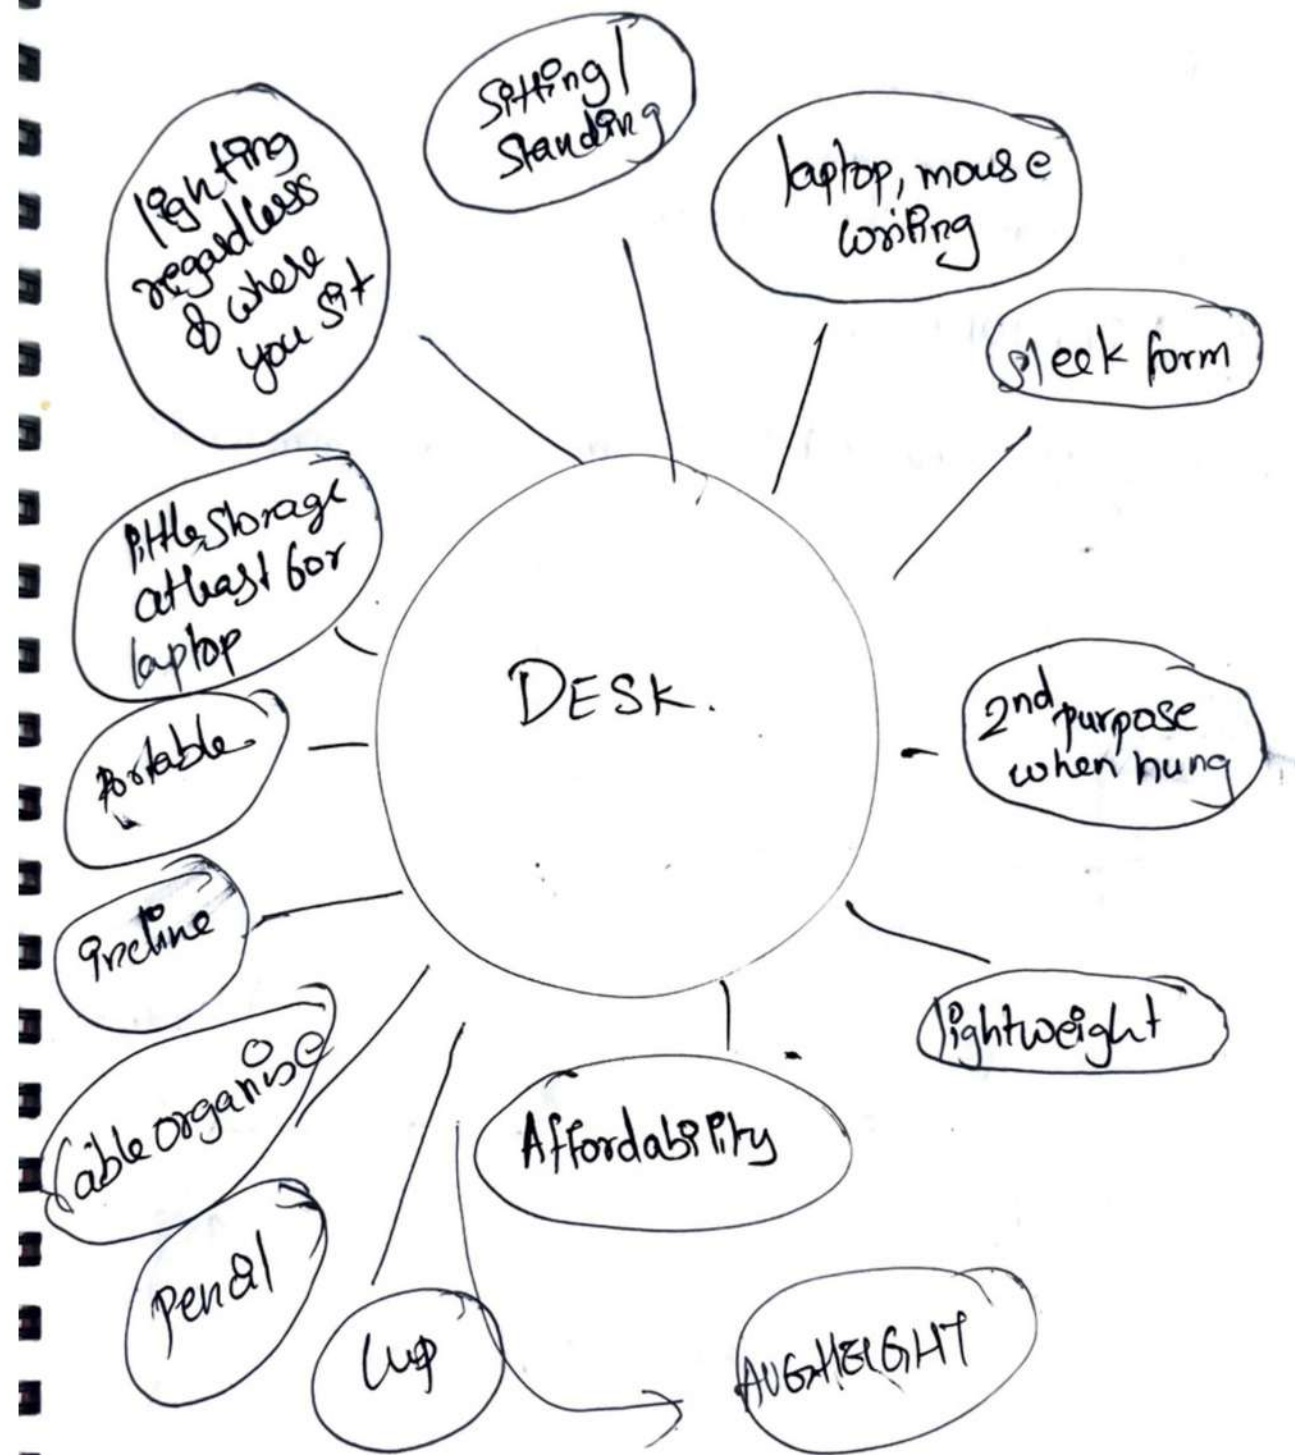 Sitting/
standing
lighting
regardless
of where
you sit
laptop, mouse
writing
sleek form
little storage
atleast for
laptop
DESK.
2nd purpose
when hung
Portable
incline
lightweight
Cable organise
Affordability
Pencil
Cup
AVG HEIGHT